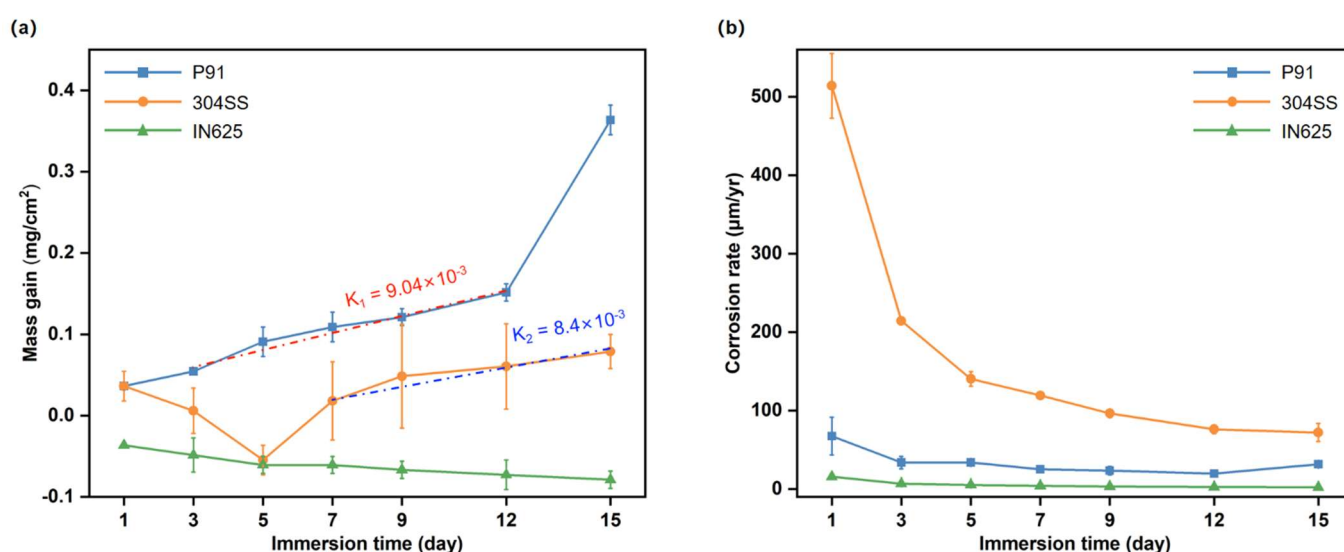 (a)
P91
304SS
IN625
0.4
0.3
0.2
0.1
0.0
-0.1
Mass gain (mg/cm²)
K₁ = 9.04×10⁻³
K₂ = 8.4×10⁻³
1 3 5 7 9 12 15
Immersion time (day)
(b)
P91
304SS
IN625
500
400
300
200
100
0
Corrosion rate (μm/yr)
1 3 5 7 9 12 15
Immersion time (day)